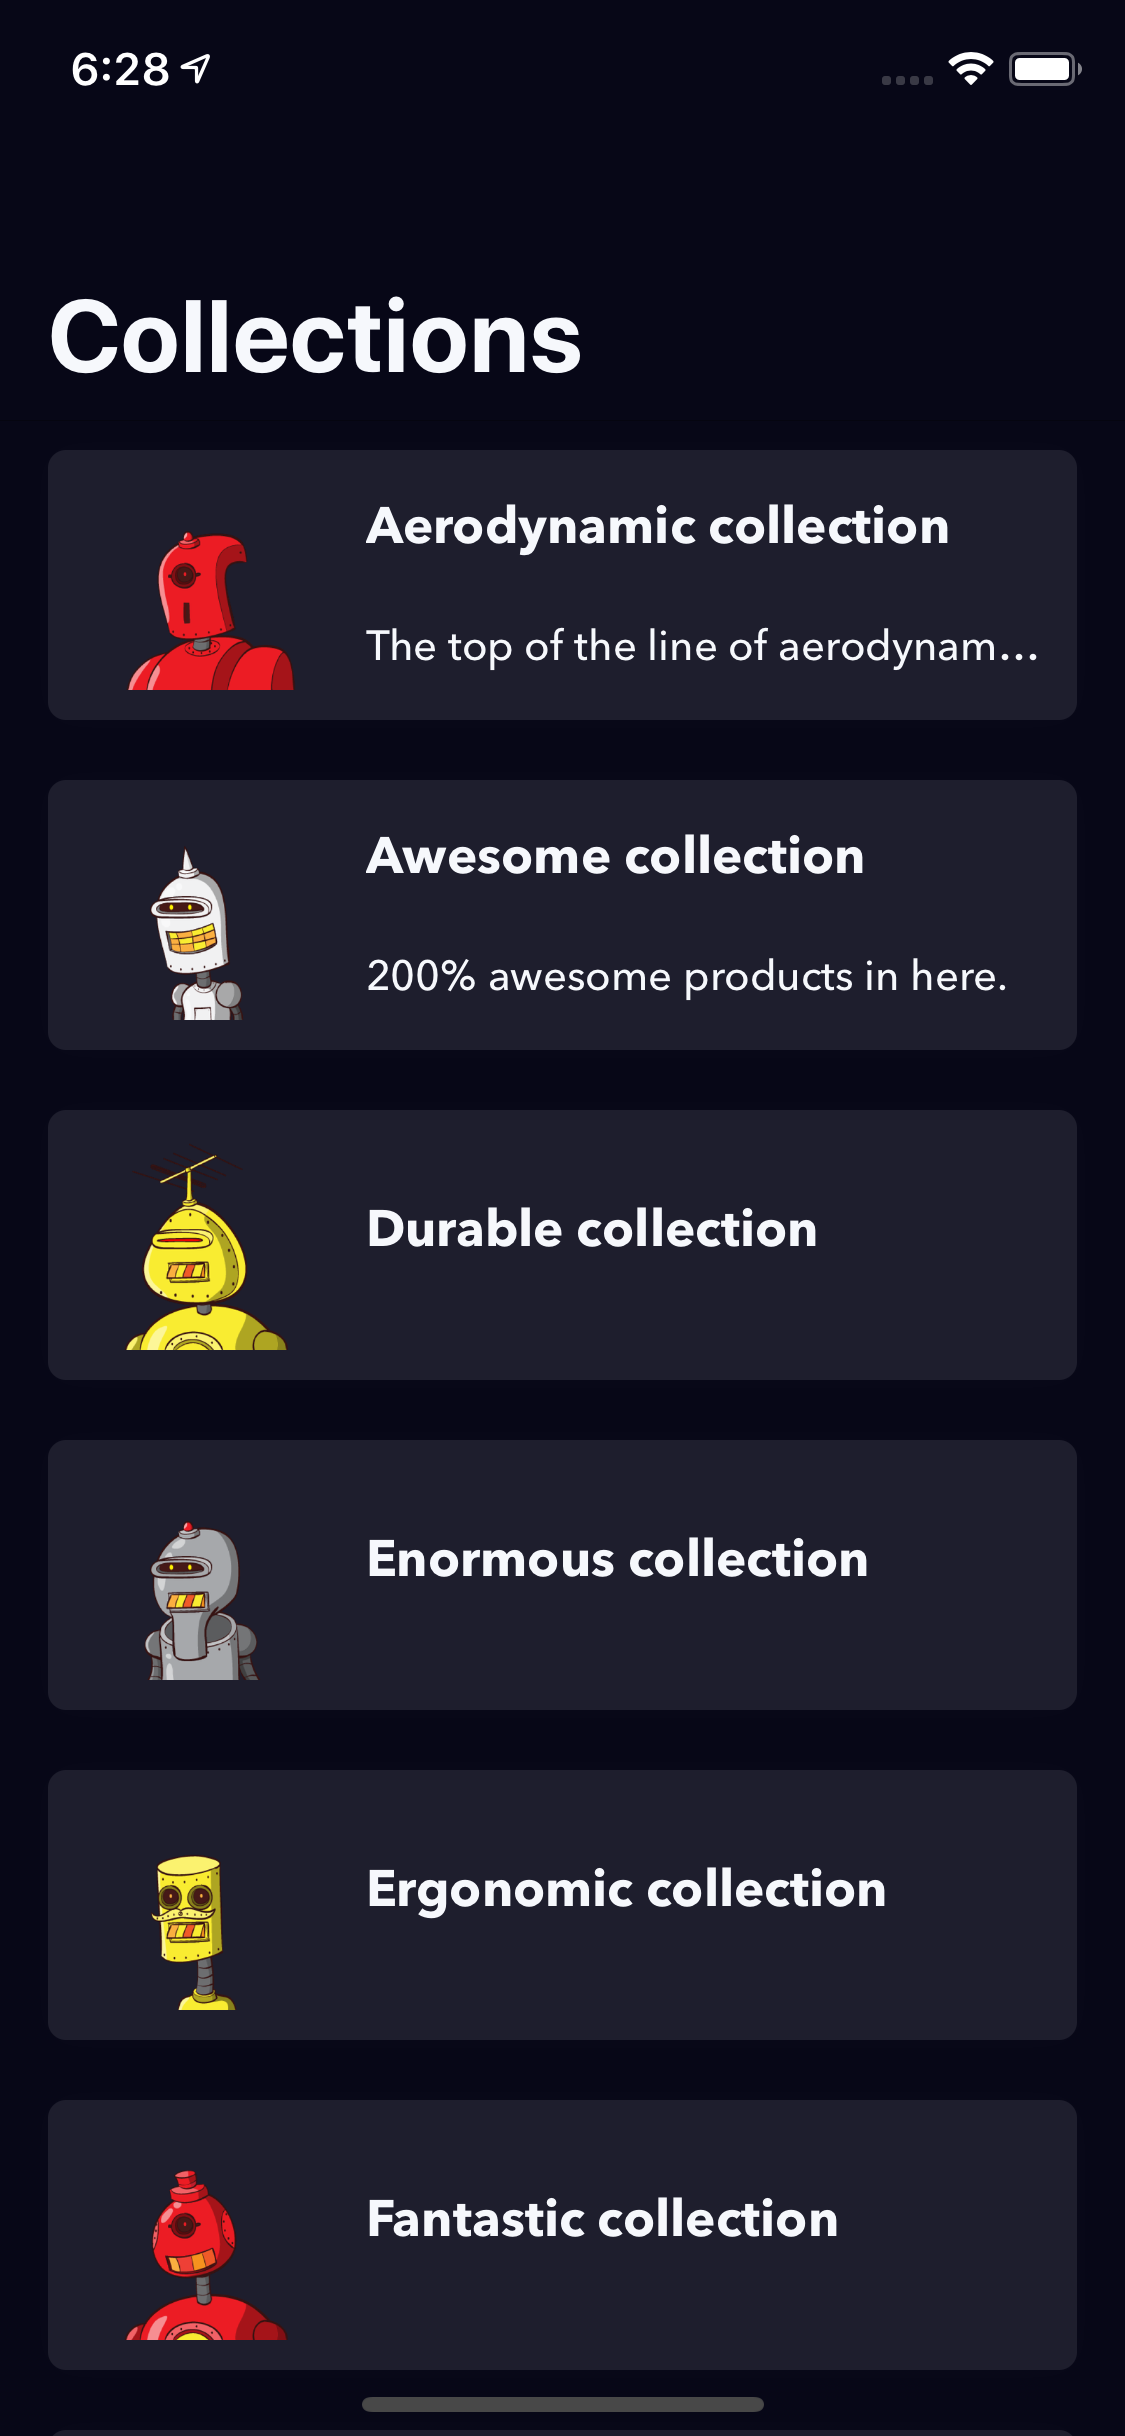 6:28
Collections
Aerodynamic collection
The top of the line of aerodynam...
Awesome collection
200% awesome products in here.
Durable collection
Enormous collection
Ergonomic collection
Fantastic collection